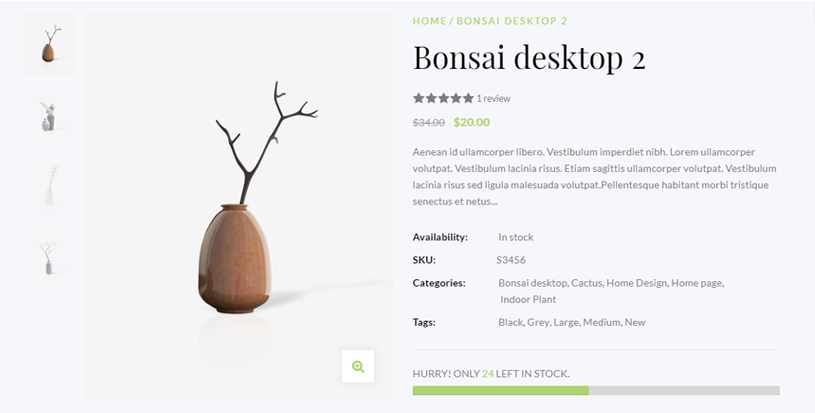 HOME / BONSAI DESKTOP 2
Bonsai desktop 2
1 review
$34.00 $20.00
Aenean id ullamcorper libero. Vestibulum imperdiet nibh. Lorem ullamcorper
volutpat. Vestibulum lacinia risus. Etiam sagittis ullamcorper volutpat. Vestibulum
lacinia risus sed ligula malesuada volutpat.Pellentesque habitant morbi tristique
senectus et netus...
Availability: In stock
SKU: S3456
Categories: Bonsai desktop, Cactus, Home Design, Home page,
Indoor Plant
Tags: Black, Grey, Large, Medium, New
HURRY! ONLY 24 LEFT IN STOCK.